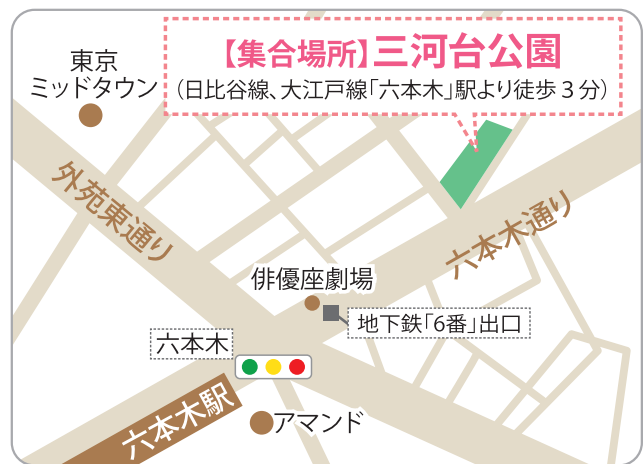 【集合場所】三河台公園
（日比谷線、大江戸線「六本木」駅より徒歩３分）
東京
ミッドタウン
外苑東通り
六本木通り
俳優座劇場
地下鉄「6番」出口
六本木
六本木駅
アマンド